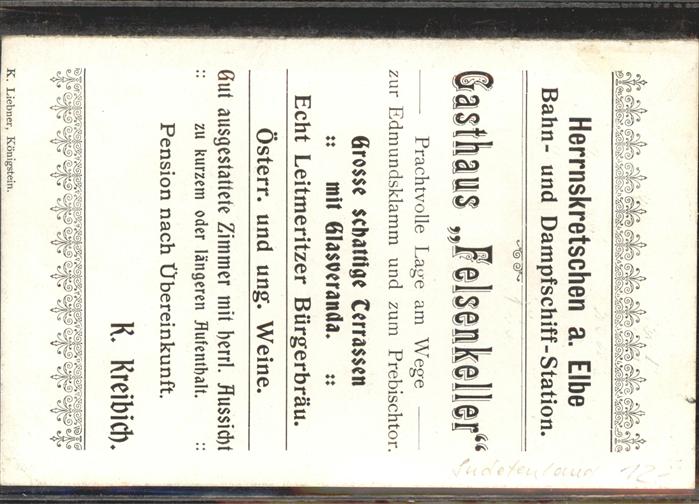 Herrnskretschen a. Elbe
Bahn- und Dampfschiff-Station.
Gasthaus „Felsenkeller“
Prachtvolle Lage am Wege
zur Edmundsklamm und zum Prebischtor.
Grosse schattige Terrassen
:: mit Glasveranda. ::
Echt Leitmeritzer Bürgerbräu.
Österr. und ung. Weine.
Gut ausgestattete Zimmer mit herrl. Aussicht
:: zu kurzem oder längeren Aufenthalt. ::
Pension nach Übereinkunft.
K. Kreibich.
K. Liebner, Königstein.
Sudetenland 12.-